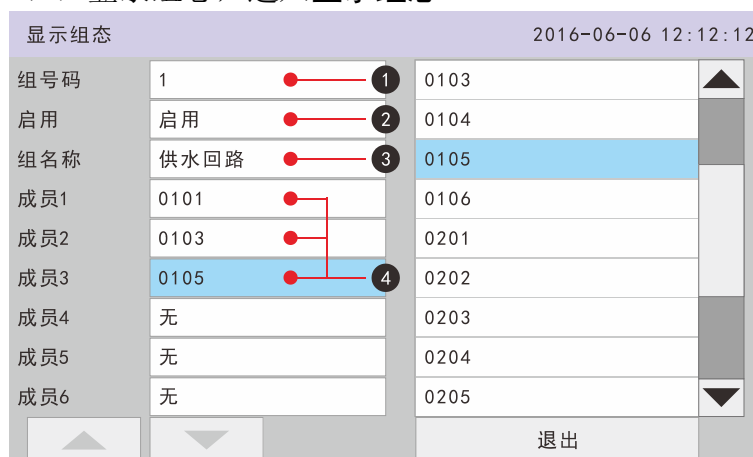 显示组态 2016-06-06 12:12:12
组号码 1 1 0103
启用 启用 2 0104
组名称 供水回路 3 0105
成员1 0101 0106
成员2 0103 0201
成员3 0105 4 0202
成员4 无 0203
成员5 无 0204
成员6 无 0205
退出